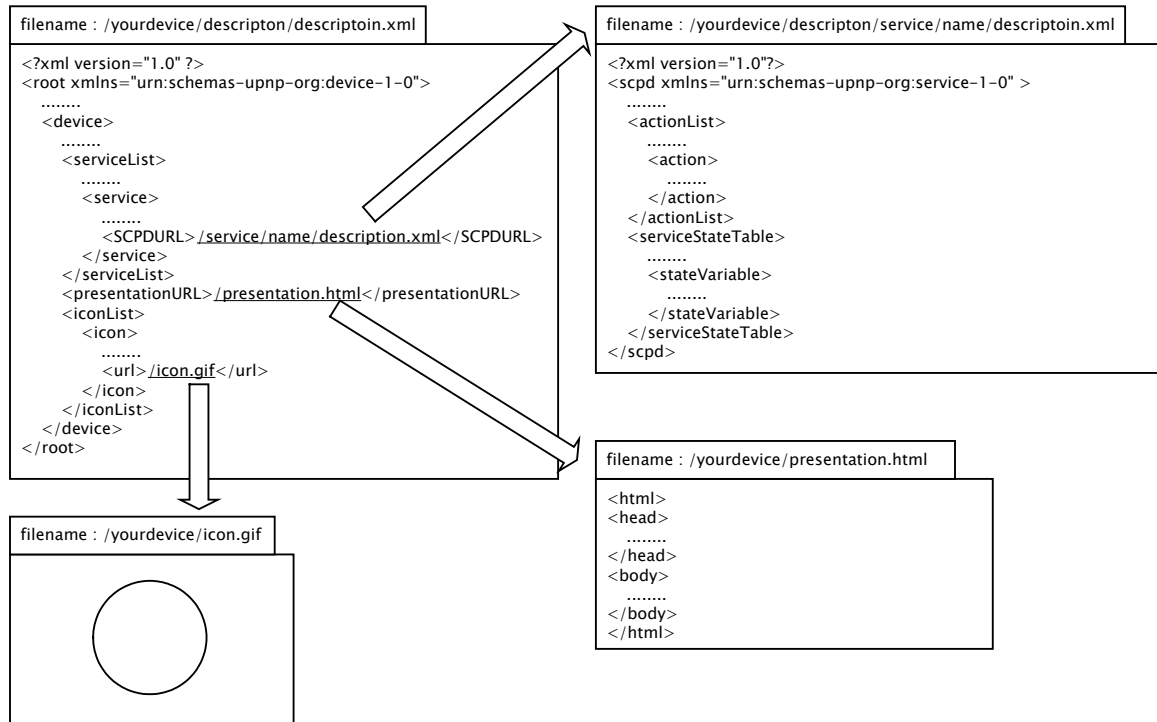 filename : /yourdevice/descripton/descriptoin.xml
<?xml version="1.0" ?>
<root xmlns="urn:schemas-upnp-org:device-1-0">
........
<device>
........
<serviceList>
........
<service>
........
<SCPDURL>/service/name/description.xml</SCPDURL>
</service>
</serviceList>
<presentationURL>/presentation.html</presentationURL>
<iconList>
<icon>
........
<url>/icon.gif</url>
</icon>
</iconList>
</device>
</root>
filename : /yourdevice/descripton/service/name/descriptoin.xml
<?xml version="1.0"?>
<scpd xmlns="urn:schemas-upnp-org:service-1-0" >
........
<actionList>
........
<action>
........
</action>
</actionList>
<serviceStateTable>
........
<stateVariable>
........
</stateVariable>
</serviceStateTable>
</scpd>
filename : /yourdevice/presentation.html
<html>
<head>
........
</head>
<body>
........
</body>
</html>
filename : /yourdevice/icon.gif